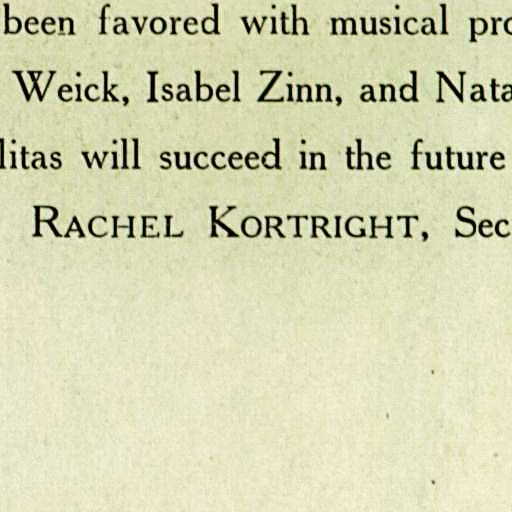 been favored with musical pro
Weick, Isabel Zinn, and Nata
litas will succeed in the future
RACHEL KORTRIGHT, Sec